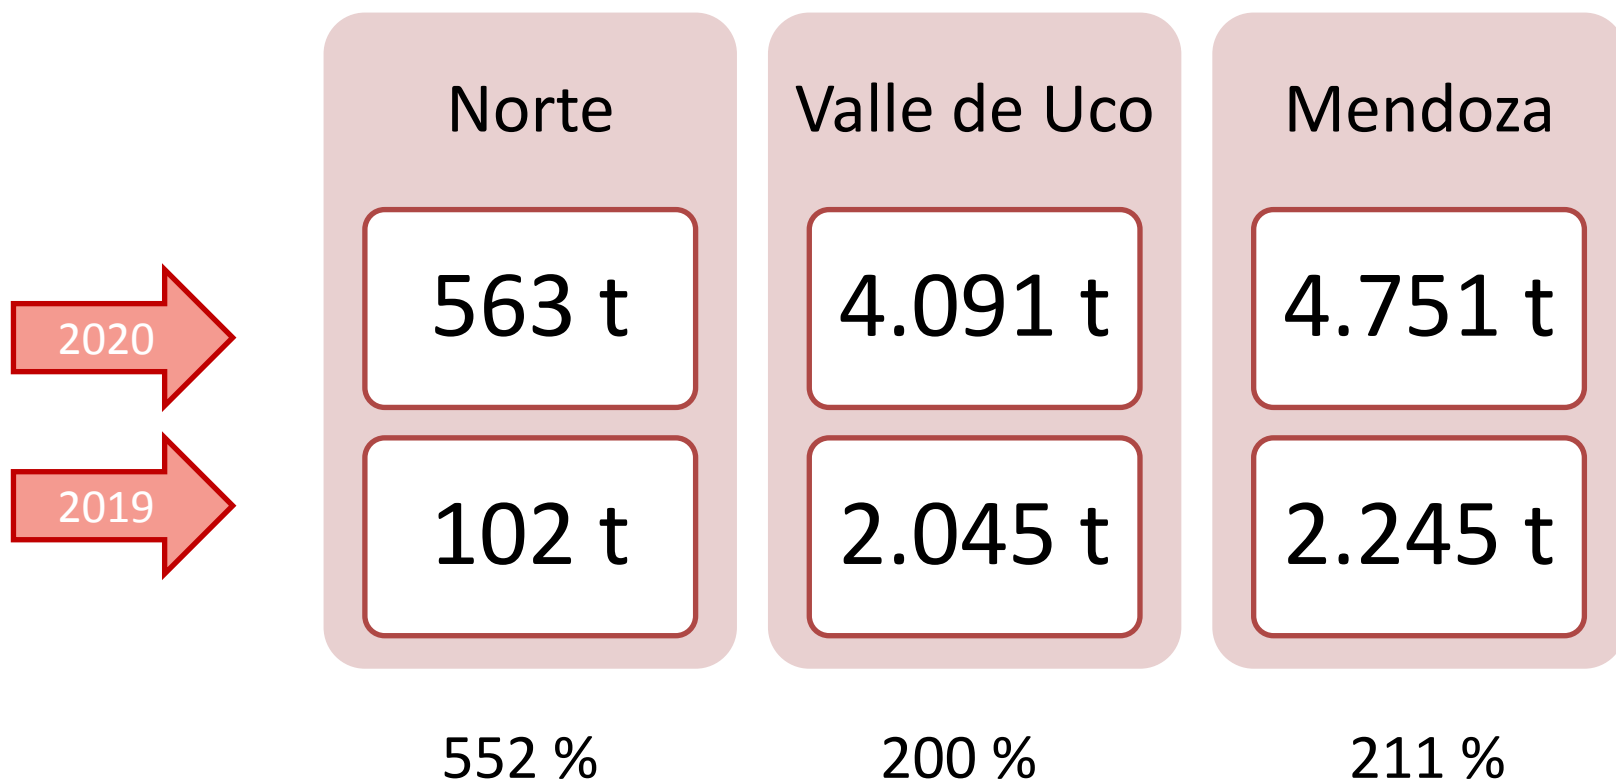 Norte
Valle de Uco
Mendoza
2020
563 t
4.091 t
4.751 t
2019
102 t
2.045 t
2.245 t
552 %
200 %
211 %